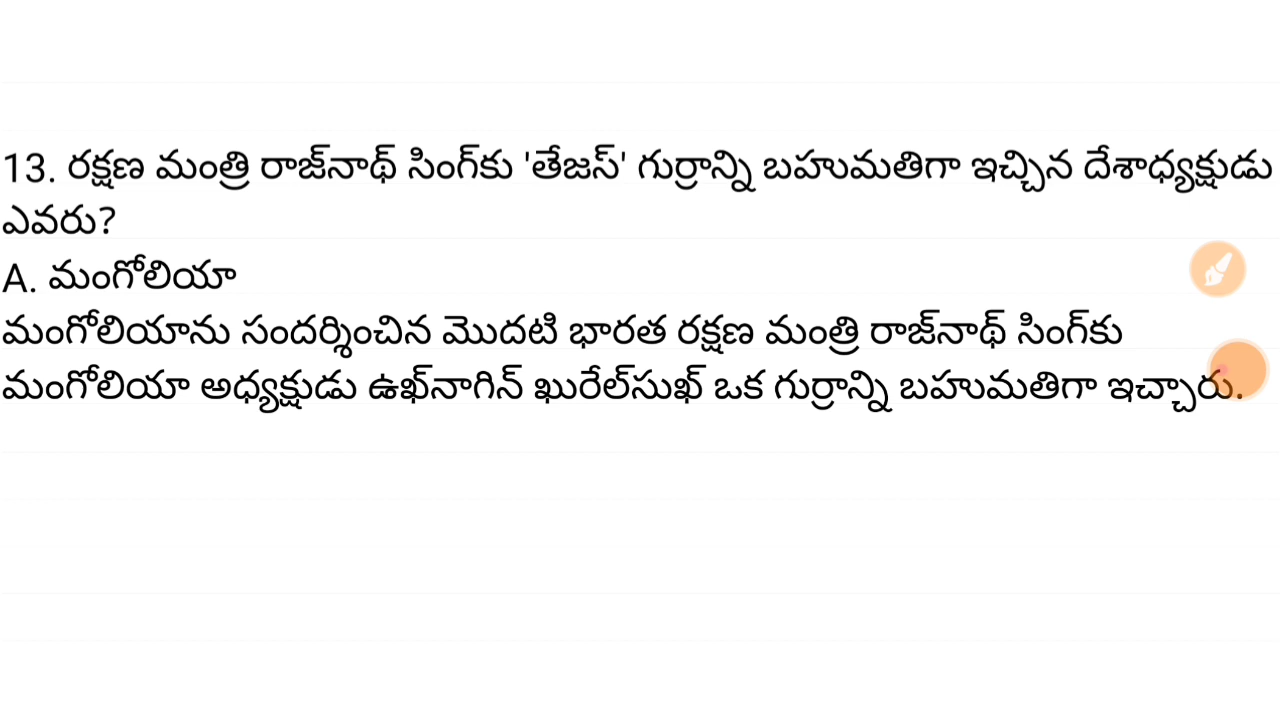 13. రక్షణ మంత్రి రాజ్‌నాథ్ సింగ్‌కు 'తేజస్' గుర్రాన్ని బహుమతిగా ఇచ్చిన దేశాధ్యక్షుడు
ఎవరు?
A. మంగోలియా
మంగోలియాను సందర్శించిన మొదటి భారత రక్షణ మంత్రి రాజ్‌నాథ్ సింగ్‌కు
మంగోలియా అధ్యక్షుడు ఉఖ్‌నాగిన్ ఖురేల్‌సుఖ్ ఒక గుర్రాన్ని బహుమతిగా ఇచ్చారు.